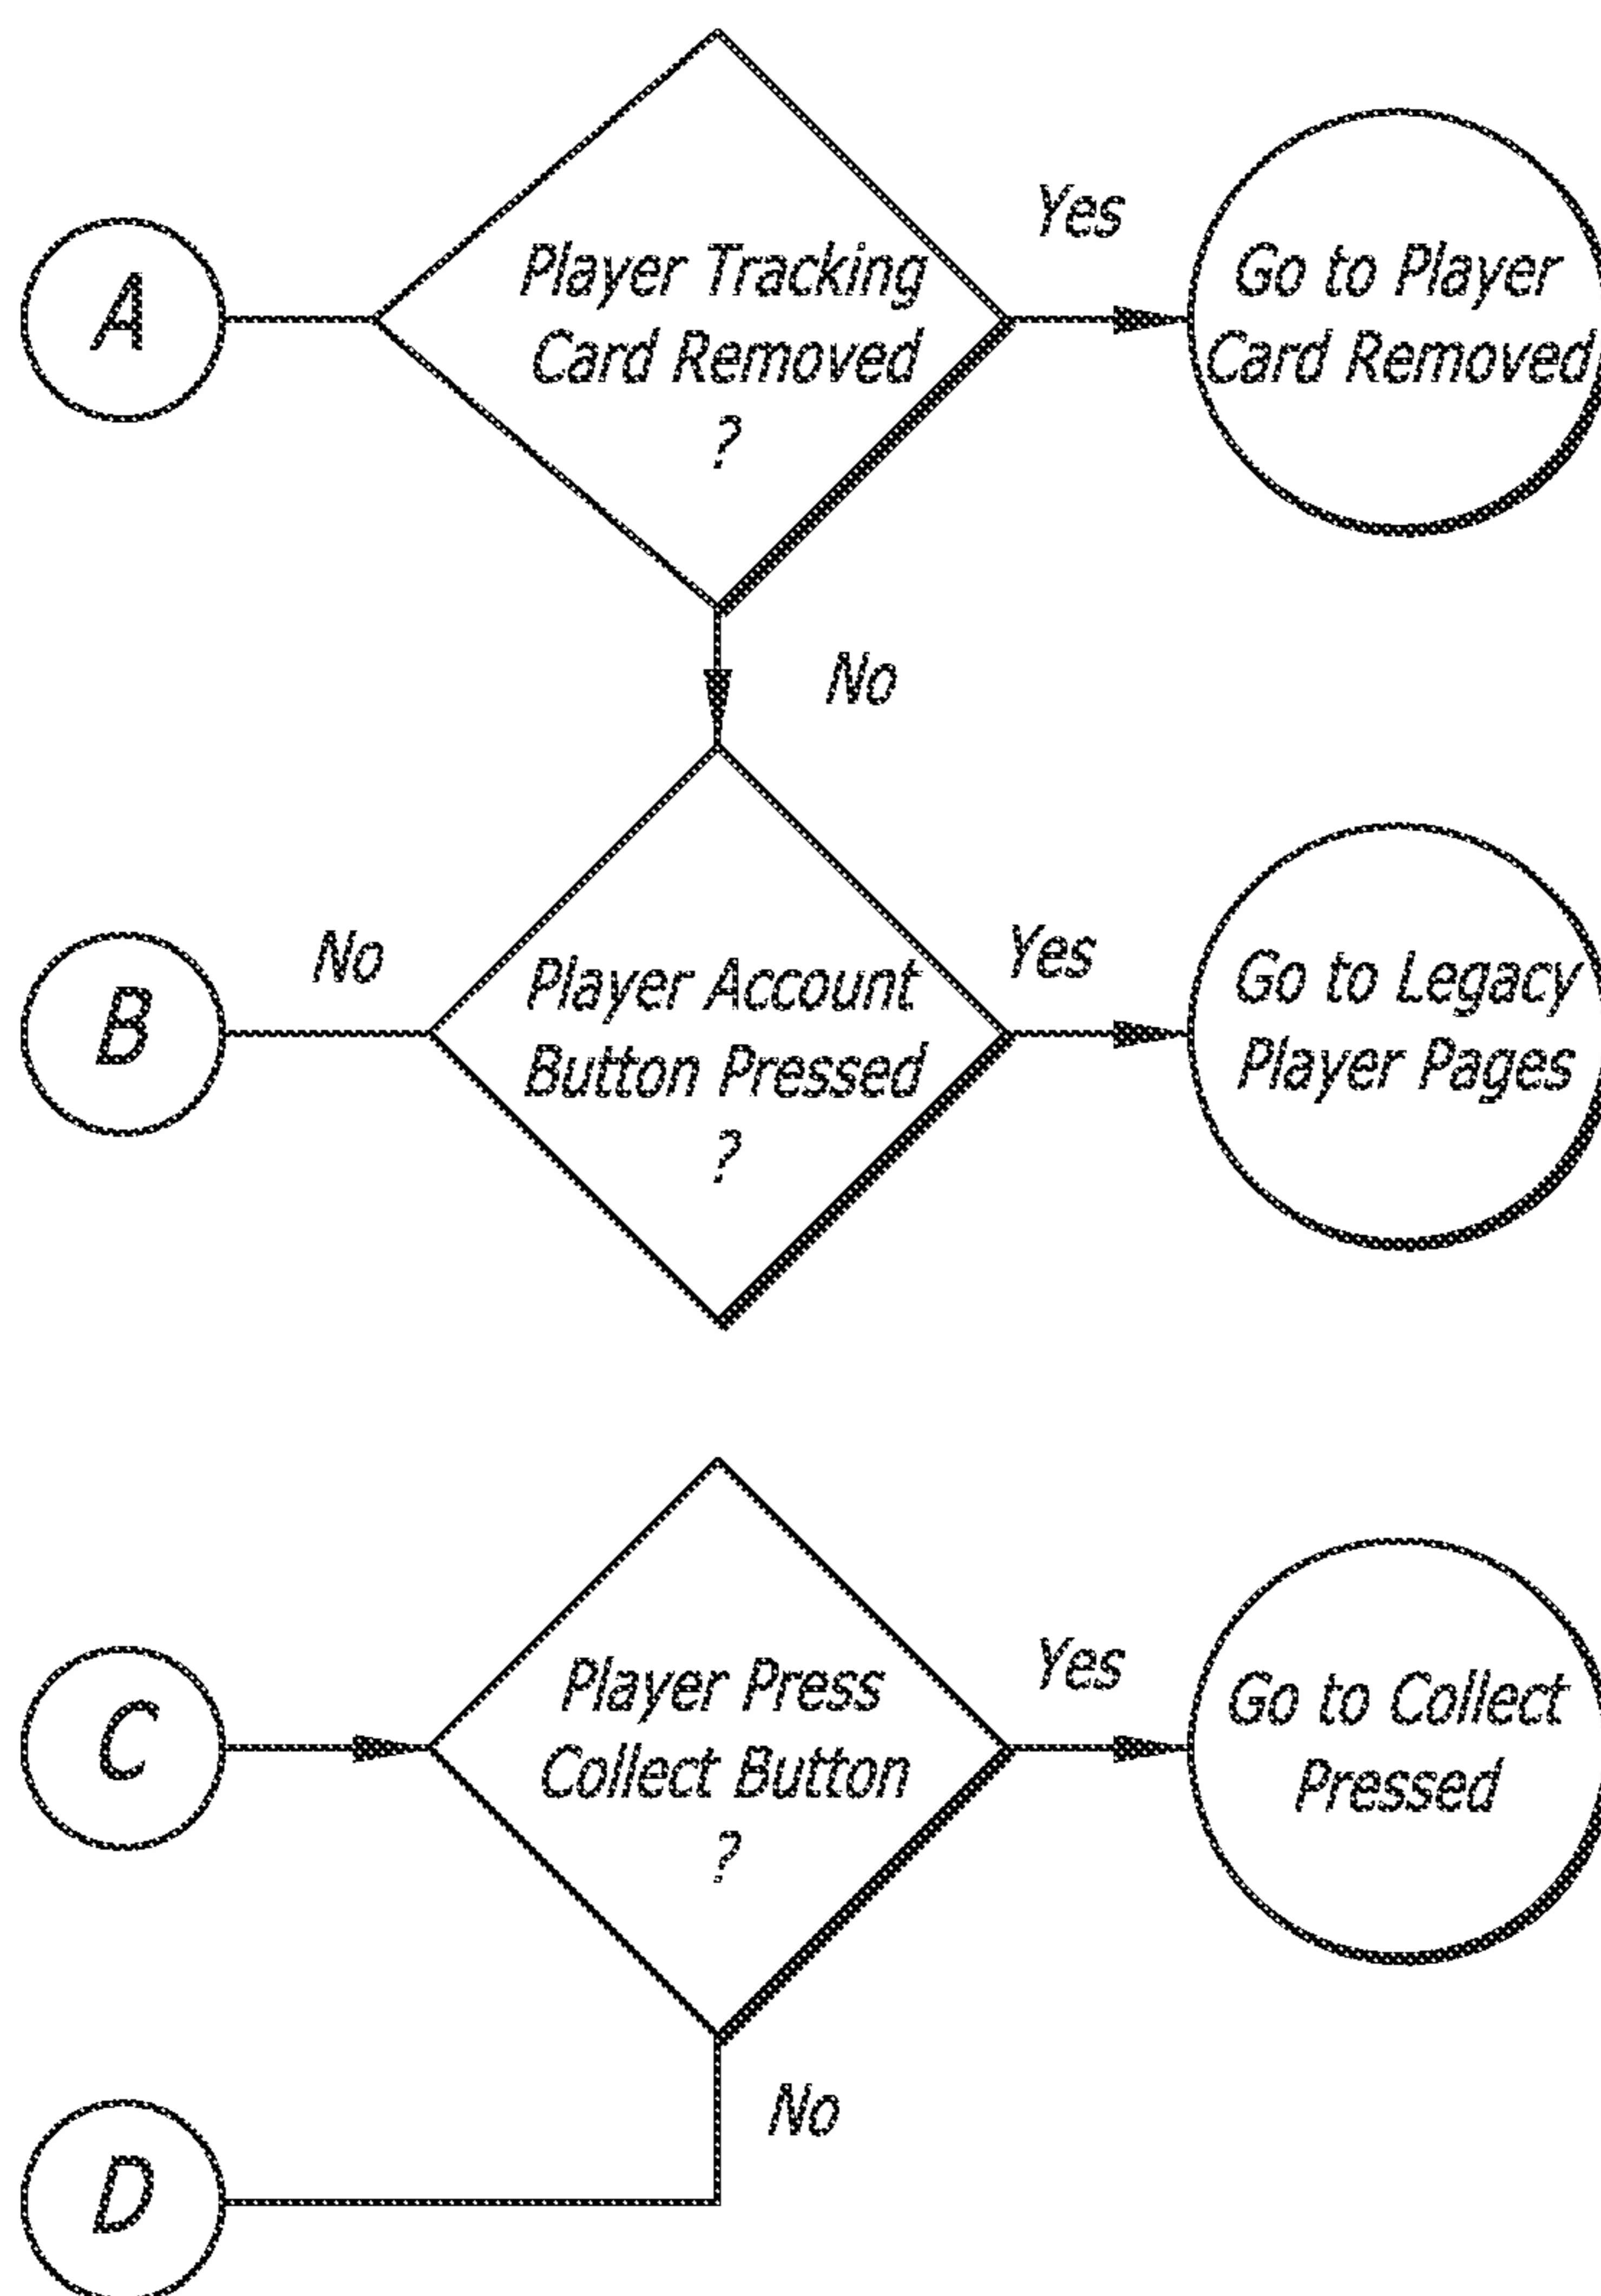 A
Player Tracking
Card Removed
?
Yes
Go to Player
Card Removed
No
B
No
Player Account
Button Pressed
?
Yes
Go to Legacy
Player Pages
C
Player Press
Collect Button
?
Yes
Go to Collect
Pressed
No
D